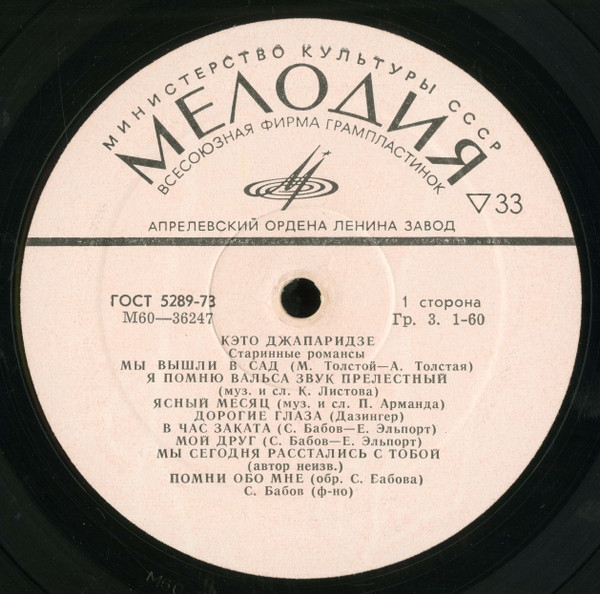 МИНИСТЕРСТВО КУЛЬТУРЫ СССР
МЕЛОДИЯ
ВСЕСОЮЗНАЯ ФИРМА ГРАМПЛАСТИНОК
▽33
АПРЕЛЕВСКИЙ ОРДЕНА ЛЕНИНА ЗАВОД
ГОСТ 5289-73 1 сторона
М60—36247 Гр. 3. 1-60
КЭТО ДЖАПАРИДЗЕ
Старинные романсы
МЫ ВЫШЛИ В САД (М. Толстой—А. Толстая)
Я ПОМНЮ ВАЛЬСА ЗВУК ПРЕЛЕСТНЫЙ
(муз. и сл. К. Листова)
ЯСНЫЙ МЕСЯЦ (муз. и сл. П. Арманда)
ДОРОГИЕ ГЛАЗА (Дазингер)
В ЧАС ЗАКАТА (С. Бабов—Е. Эльпорт)
МОЙ ДРУГ (С. Бабов—Е. Эльпорт)
МЫ СЕГОДНЯ РАССТАЛИСЬ С ТОБОЙ
(автор неизв.)
ПОМНИ ОБО МНЕ (обр. С. Еабова)
С. Бабов (ф-но)